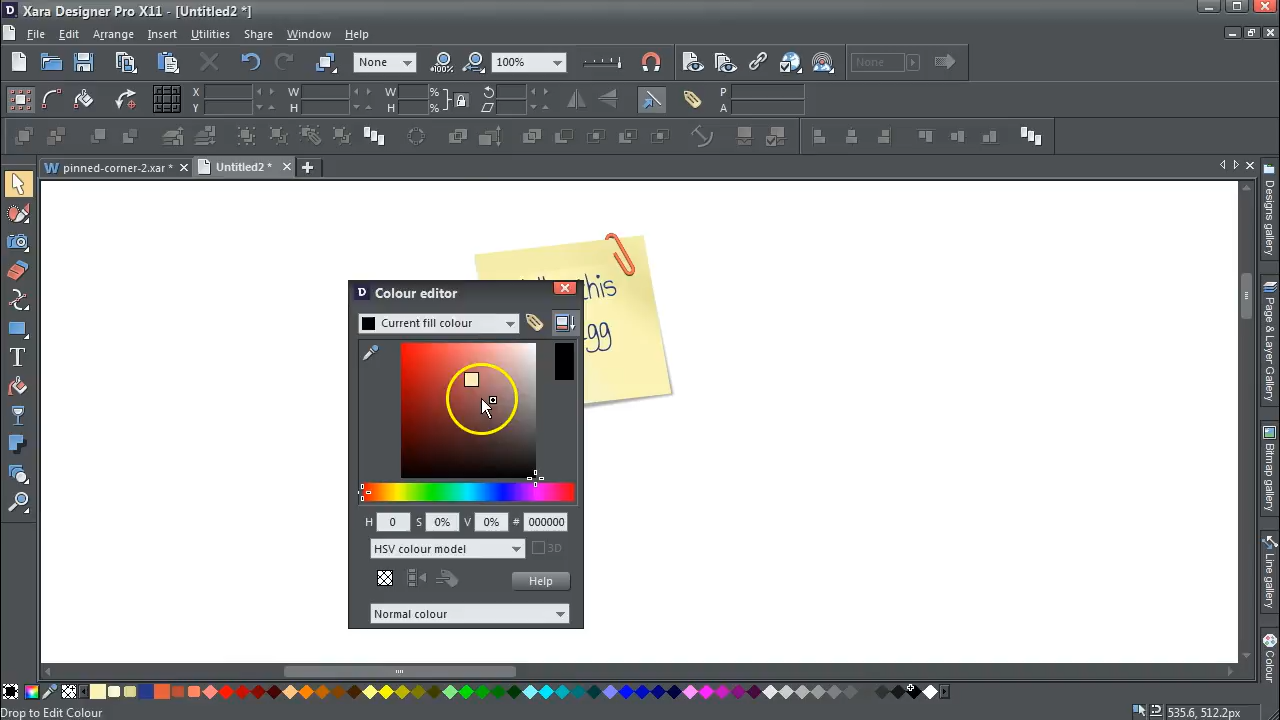 Xara Designer Pro X11 - [Untitled2 *]
File Edit Arrange Insert Utilities Share Window Help
None 100% None
X W W % P
Y H H % A
pinned-corner-2.xar * Untitled2 *
this
gg
Colour editor
Current fill colour
H 0 S 0% V 0% # 000000
HSV colour model 3D
Help
Normal colour
Designs gallery
Page & Layer Gallery
Bitmap gallery
Line gallery
Colour
Drop to Edit Colour 535.6, 512.2px